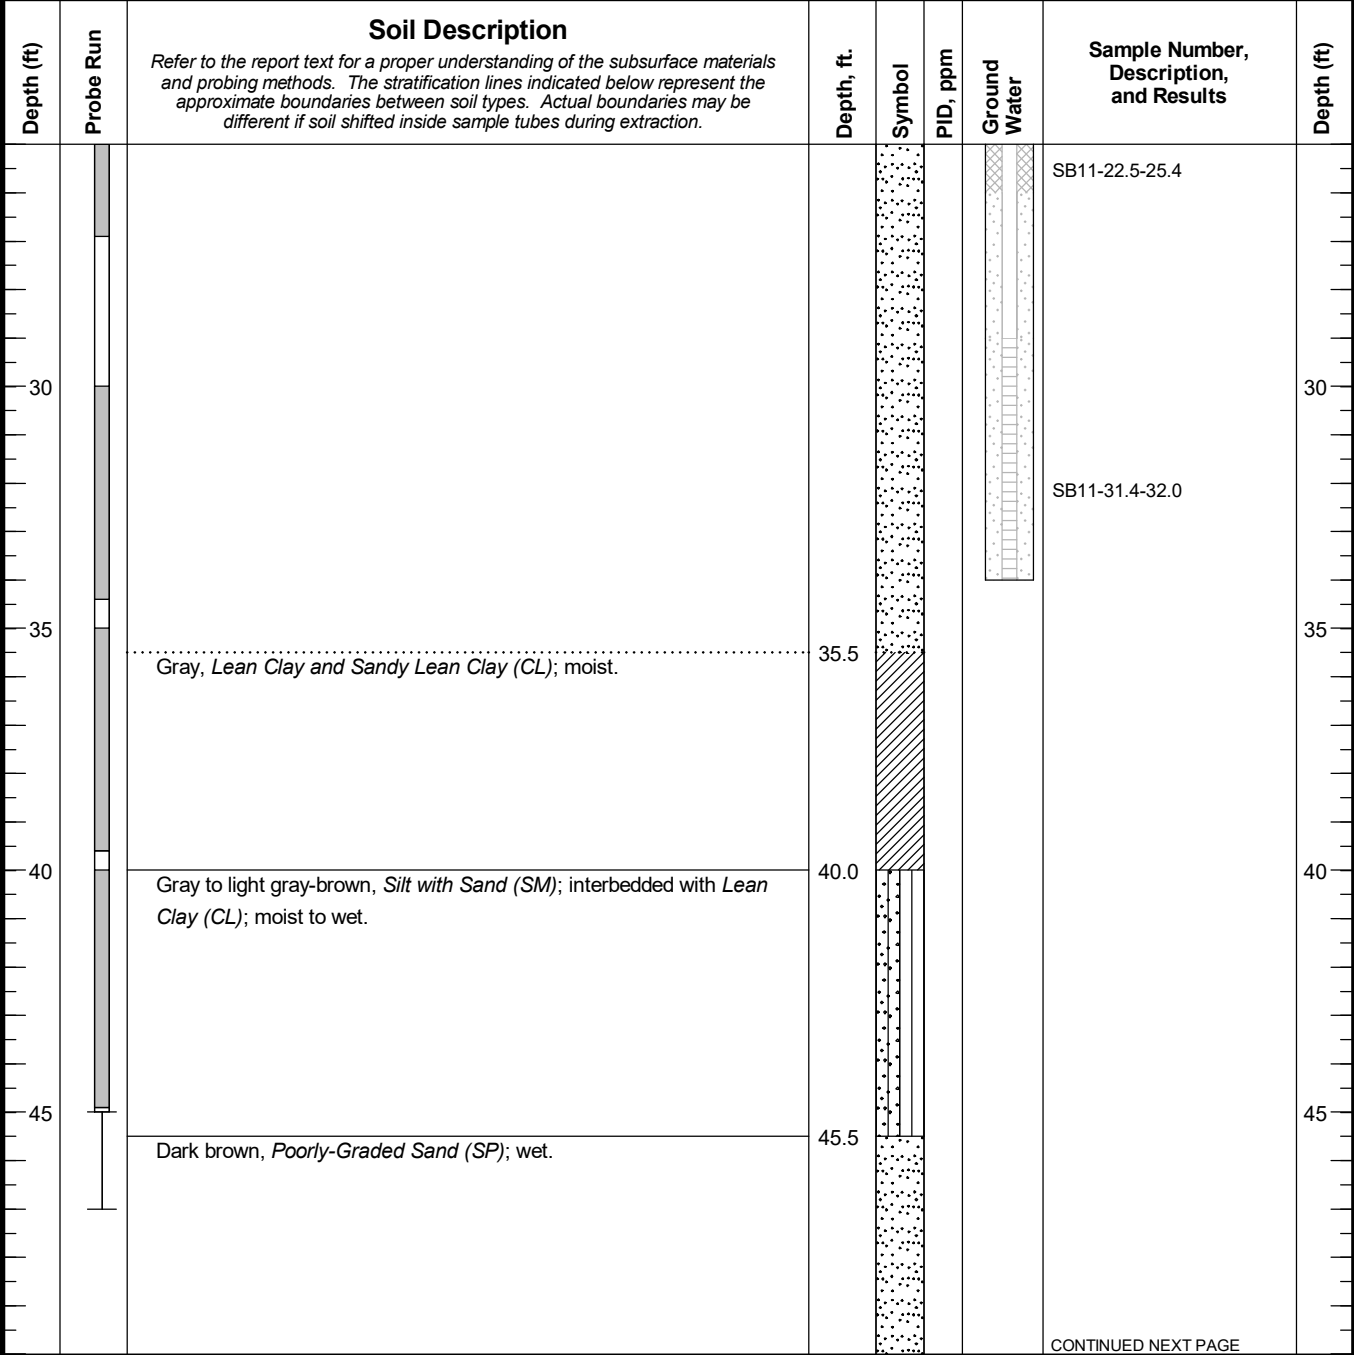 Depth (ft)
Probe Run
Soil Description
Refer to the report text for a proper understanding of the subsurface materials
and probing methods. The stratification lines indicated below represent the
approximate boundaries between soil types. Actual boundaries may be
different if soil shifted inside sample tubes during extraction.
Depth, ft.
Symbol
PID, ppm
Ground
Water
Sample Number,
Description,
and Results
Depth (ft)
SB11-22.5-25.4
30
30
SB11-31.4-32.0
35
35
35.5
Gray, Lean Clay and Sandy Lean Clay (CL); moist.
40
40.0
40
Gray to light gray-brown, Silt with Sand (SM); interbedded with Lean
Clay (CL); moist to wet.
45
45
45.5
Dark brown, Poorly-Graded Sand (SP); wet.
CONTINUED NEXT PAGE